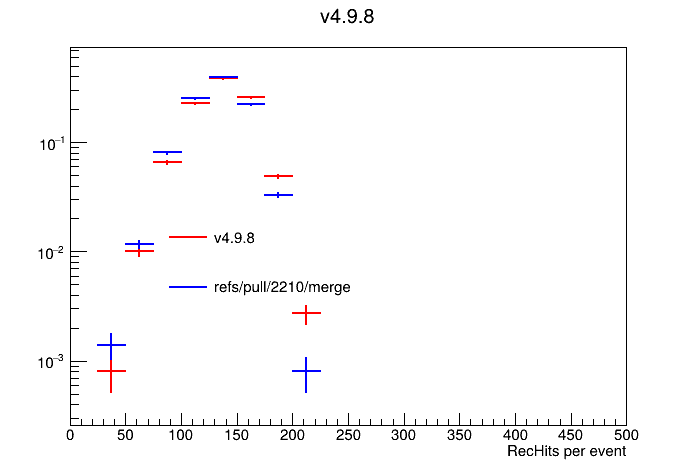 v4.9.8
10⁻¹
10⁻²
10⁻³
v4.9.8
refs/pull/2210/merge
0 50 100 150 200 250 300 350 400 450 500
RecHits per event